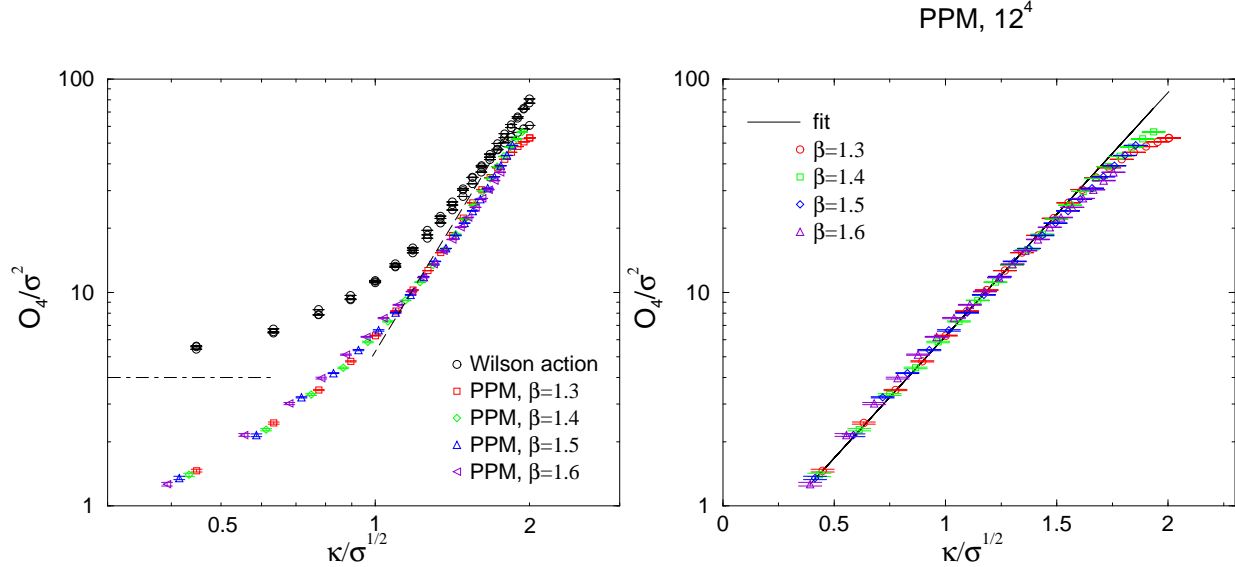 PPM, 12⁴
100
10
1
O₄/σ²
0.5
1
2
κ/σ^1/2
Wilson action
PPM, β=1.3
PPM, β=1.4
PPM, β=1.5
PPM, β=1.6
100
10
1
O₄/σ²
0
0.5
1
1.5
2
κ/σ^1/2
fit
β=1.3
β=1.4
β=1.5
β=1.6